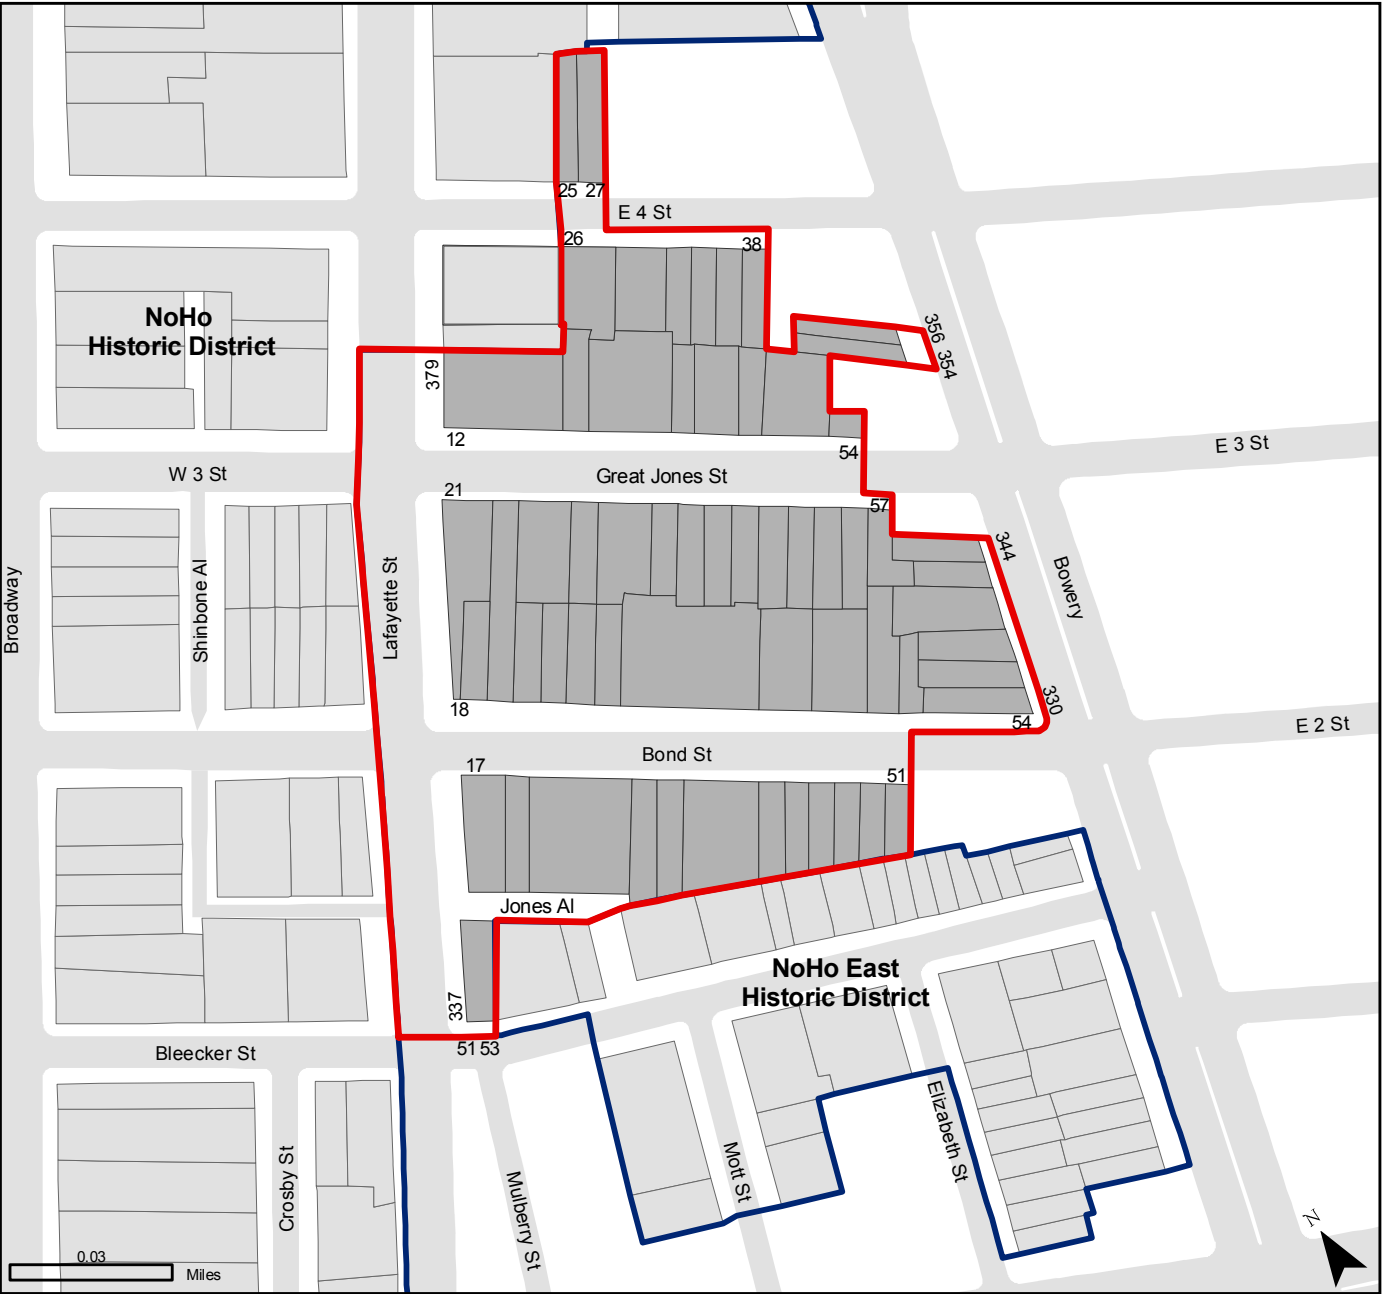 25 27
E 4 St
26
38
NoHo
Historic District
356
354
379
12
54
E 3 St
W 3 St
Great Jones St
21
57
344
Broadway
Shinbone Al
Lafayette St
Bowery
330
18
54
E 2 St
Bond St
17
51
Jones Al
NoHo East
Historic District
337
51 53
Bleecker St
Crosby St
Mulberry St
Mott St
Elizabeth St
0.03
Miles
N